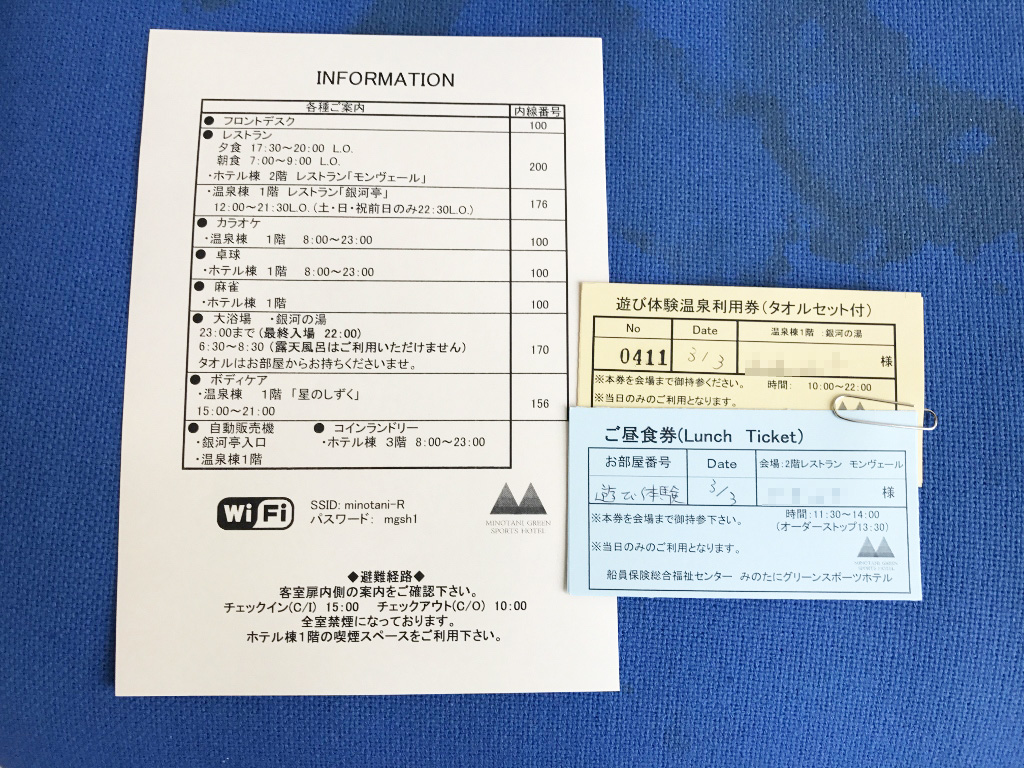 INFORMATION
各種ご案内 内線番号
● フロントデスク 100
● レストラン
夕食 17:30～20:00 L.O.
朝食 7:00～9:00 L.O.
・ホテル棟 2階 レストラン「モンヴェール」 200
・温泉棟 1階 レストラン「銀河亭」
12:00～21:30L.O.(土・日・祝前日のみ22:30L.O.) 176
● カラオケ
・温泉棟 1階 8:00～23:00 100
● 卓球
・ホテル棟 1階 8:00～23:00 100
● 麻雀
・ホテル棟 1階 100
● 大浴場 ・銀河の湯
23:00まで(最終入場 22:00)
6:30～8:30 (露天風呂はご利用いただけません)
タオルはお部屋からお持ちくださいませ。 170
● ボディケア
・温泉棟 1階 「星のしずく」
15:00～21:00 156
● 自動販売機 ● コインランドリー
・銀河亭入口 ・ホテル棟 3階 8:00～23:00
・温泉棟1階
WiFi
SSID: minotani-R
パスワード: mgsh1
MINOTANI GREEN
SPORTS HOTEL
◆避難経路◆
客室扉内側の案内をご確認下さい。
チェックイン(C/I) 15:00 チェックアウト(C/O) 10:00
全室禁煙になっております。
ホテル棟1階の喫煙スペースをご利用下さい。
遊び体験温泉利用券(タオルセット付)
No Date 温泉棟1階 :銀河の湯
0411 3/3 様
※本券を会場まで御持参ください。 時間: 10:00～22:00
※当日のみのご利用となります。
ご昼食券(Lunch Ticket)
お部屋番号 Date 会場:2階レストラン モンヴェール
遊び体験 3/3 様
※本券を会場まで御持参下さい。 時間:11:30～14:00
(オーダーストップ13:30)
※当日のみのご利用となります。
MINOTANI GREEN
SPORTS HOTEL
船員保険総合福祉センター みのたにグリーンスポーツホテル